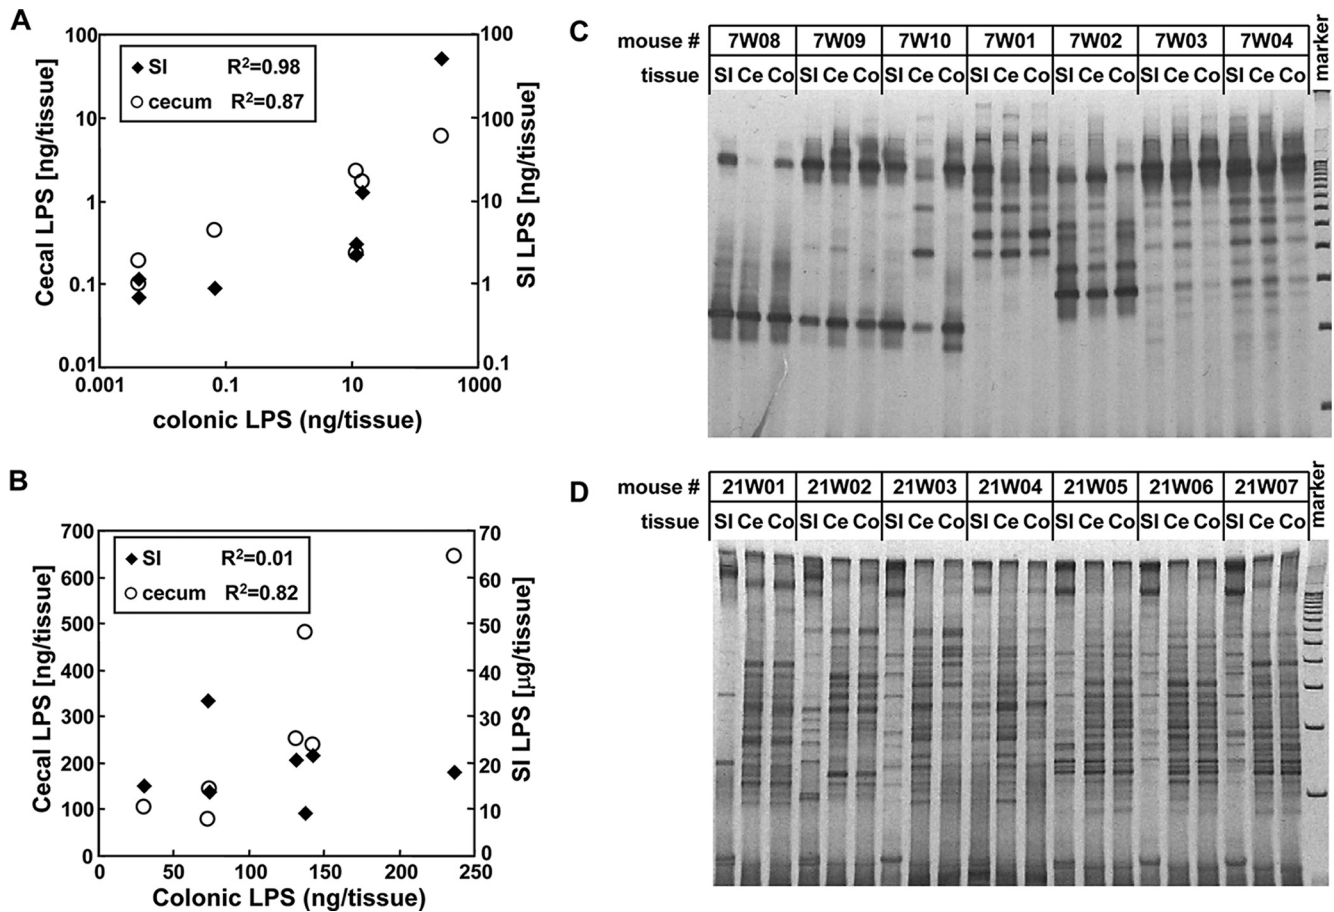 A
Cecal LPS [ng/tissue]
100
10
1
0.1
0.01
SI R²=0.98
cecum R²=0.87
100
100
10
1
0.1
SI LPS [ng/tissue]
0.001 0.1 10 1000
colonic LPS (ng/tissue)
B
Cecal LPS [ng/tissue]
700
600
500
400
300
200
100
0
SI R²=0.01
cecum R²=0.82
70
60
50
40
30
20
10
0
SI LPS [µg/tissue]
0 50 100 150 200 250
Colonic LPS (ng/tissue)
C
mouse # 7W08 7W09 7W10 7W01 7W02 7W03 7W04
tissue SI Ce Co SI Ce Co SI Ce Co SI Ce Co SI Ce Co SI Ce Co SI Ce Co
marker
D
mouse # 21W01 21W02 21W03 21W04 21W05 21W06 21W07
tissue SI Ce Co SI Ce Co SI Ce Co SI Ce Co SI Ce Co SI Ce Co SI Ce Co
marker